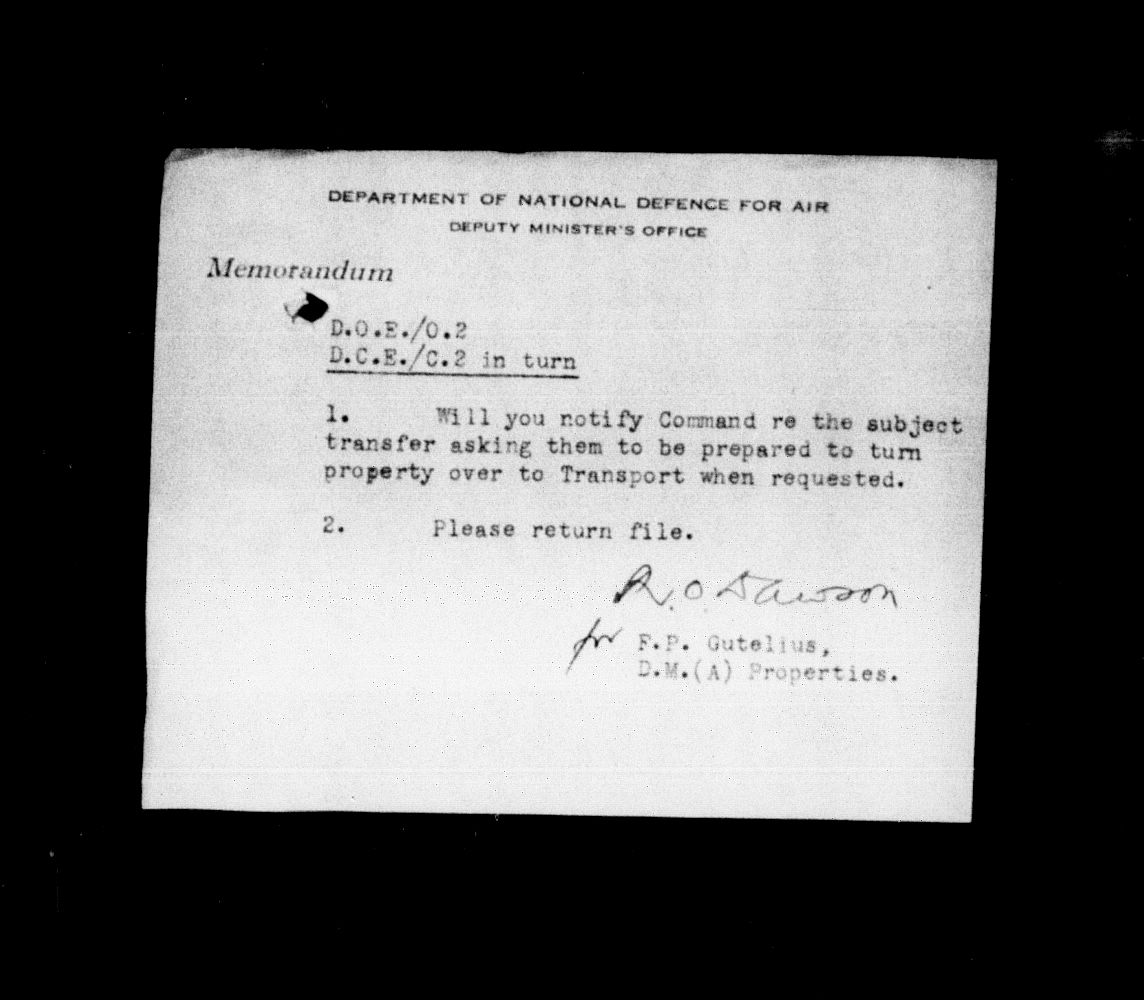 DEPARTMENT OF NATIONAL DEFENCE FOR AIR
DEPUTY MINISTER'S OFFICE
Memorandum
D.O.E./O.2
D.C.E./C.2 in turn
1. Will you notify Command re the subject
transfer asking them to be prepared to turn
property over to Transport when requested.
2. Please return file.
R.O. Dawson
for F.P. Gutelius,
D.M.(A) Properties.